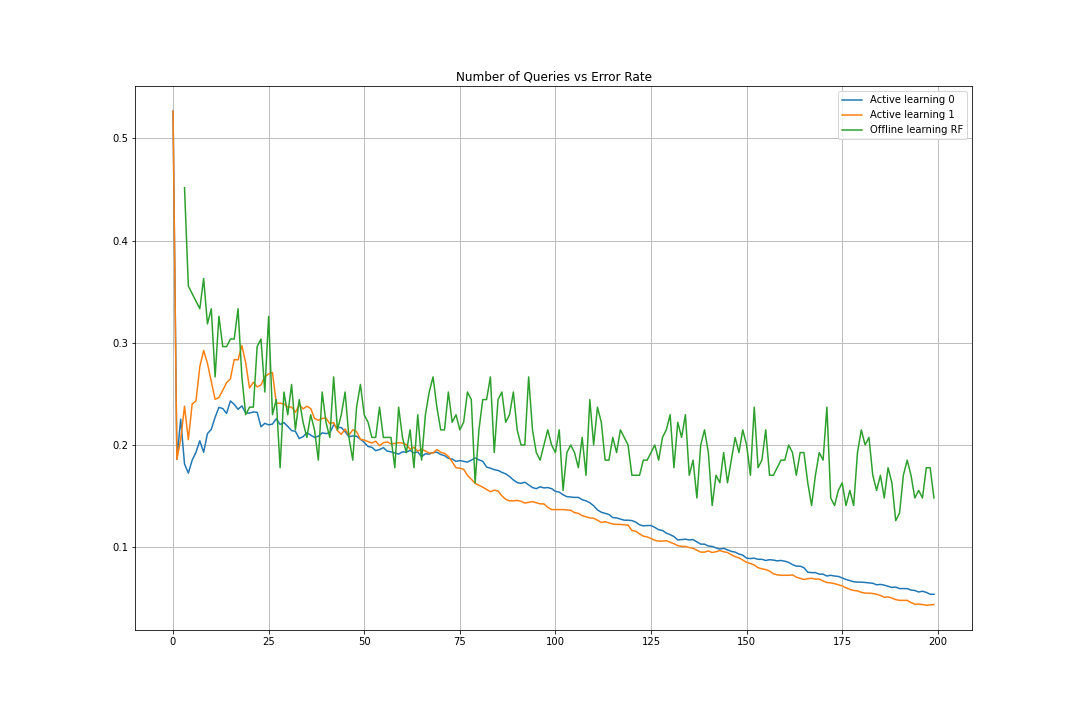 Number of Queries vs Error Rate
Active learning 0
Active learning 1
Offline learning RF
0.5
0.4
0.3
0.2
0.1
0 25 50 75 100 125 150 175 200